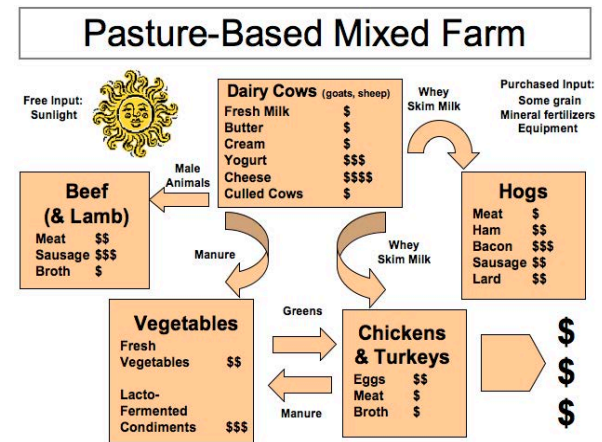 Pasture-Based Mixed Farm
Free Input:
Sunlight
Dairy Cows (goats, sheep)
Fresh Milk $
Butter $
Cream $
Yogurt $$$
Cheese $$$$
Culled Cows $
Whey
Skim Milk
Purchased Input:
Some grain
Mineral fertilizers
Equipment
Male
Animals
Beef
(& Lamb)
Meat $$
Sausage $$$
Broth $
Hogs
Meat $
Ham $$
Bacon $$$
Sausage $$
Lard $$
Manure
Whey
Skim Milk
Vegetables
Fresh
Vegetables $$
Lacto-
Fermented
Condiments $$$
Greens
Manure
Chickens
& Turkeys
Eggs $$
Meat $
Broth $
$
$
$